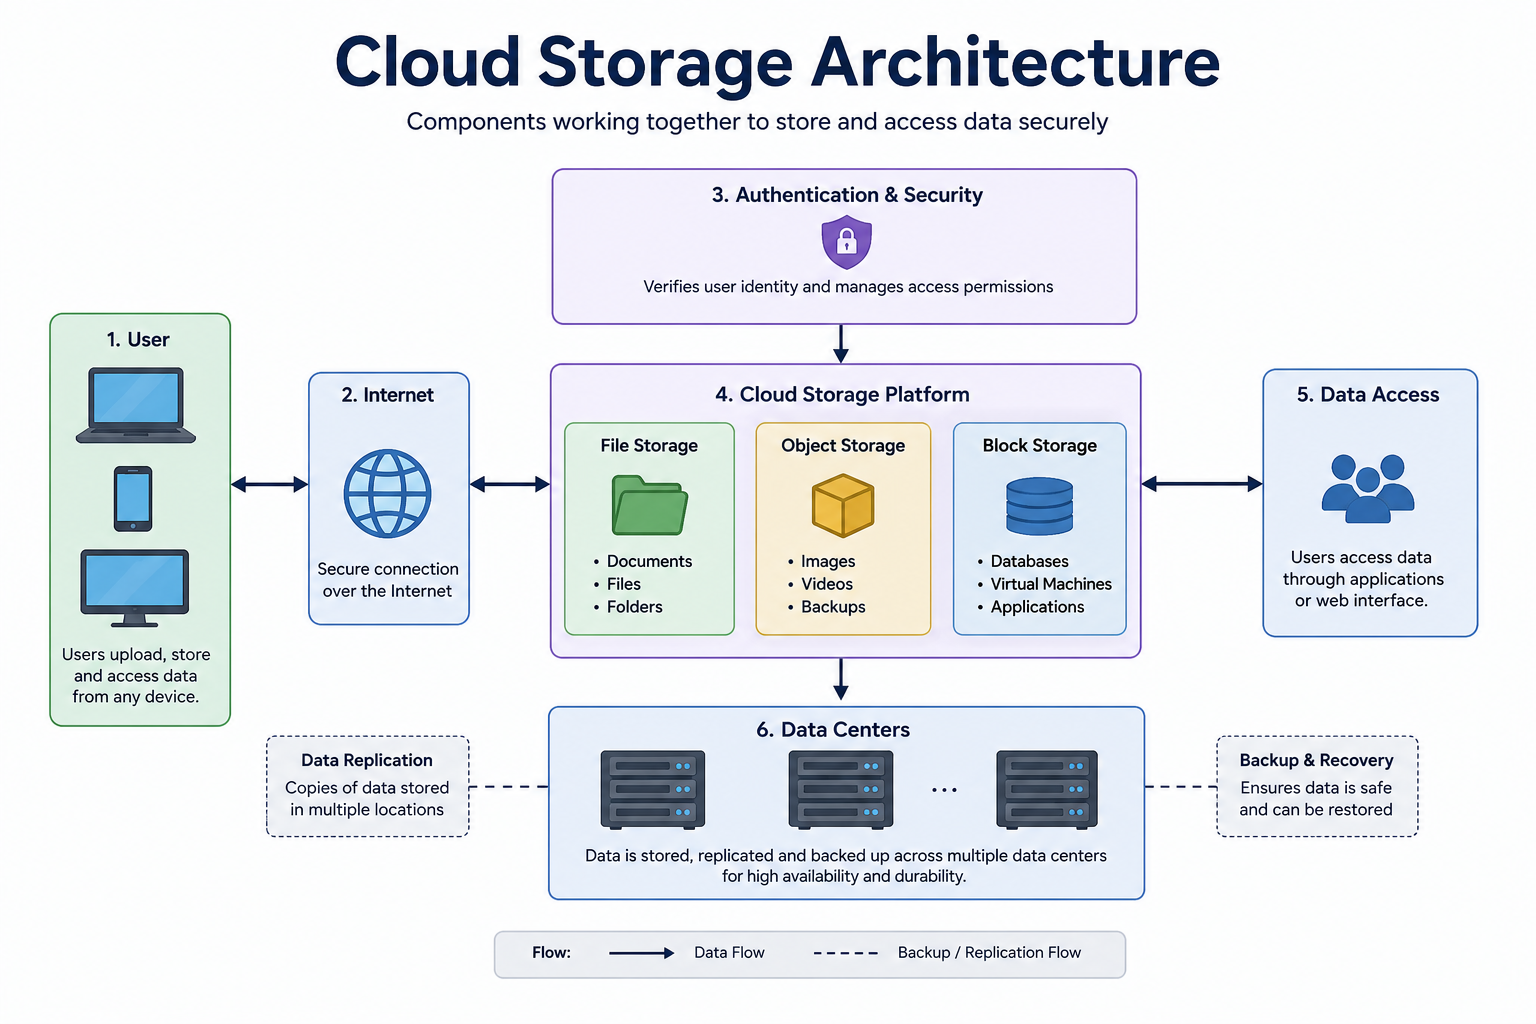 Cloud Storage Architecture
Components working together to store and access data securely
3. Authentication & Security
Verifies user identity and manages access permissions
1. User
Users upload, store
and access data
from any device.
2. Internet
Secure connection
over the Internet
4. Cloud Storage Platform
File Storage
• Documents
• Files
• Folders
Object Storage
• Images
• Videos
• Backups
Block Storage
• Databases
• Virtual Machines
• Applications
5. Data Access
Users access data
through applications
or web interface.
6. Data Centers
...
Data is stored, replicated and backed up across multiple data centers
for high availability and durability.
Data Replication
Copies of data stored
in multiple locations
Backup & Recovery
Ensures data is safe
and can be restored
Flow: Data Flow Backup / Replication Flow